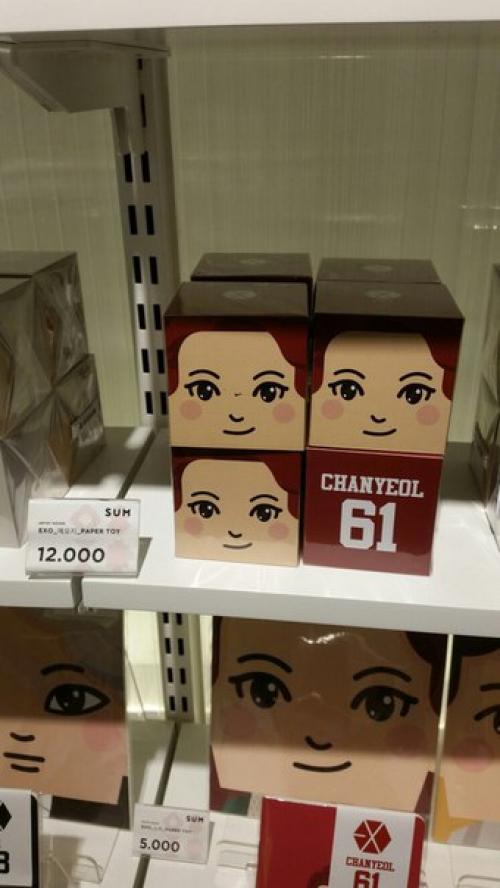 CHANYEOL
61
SUM
EXO_에모지_PAPER TOY
12.000
SUM
5.000
CHANYEOL
61